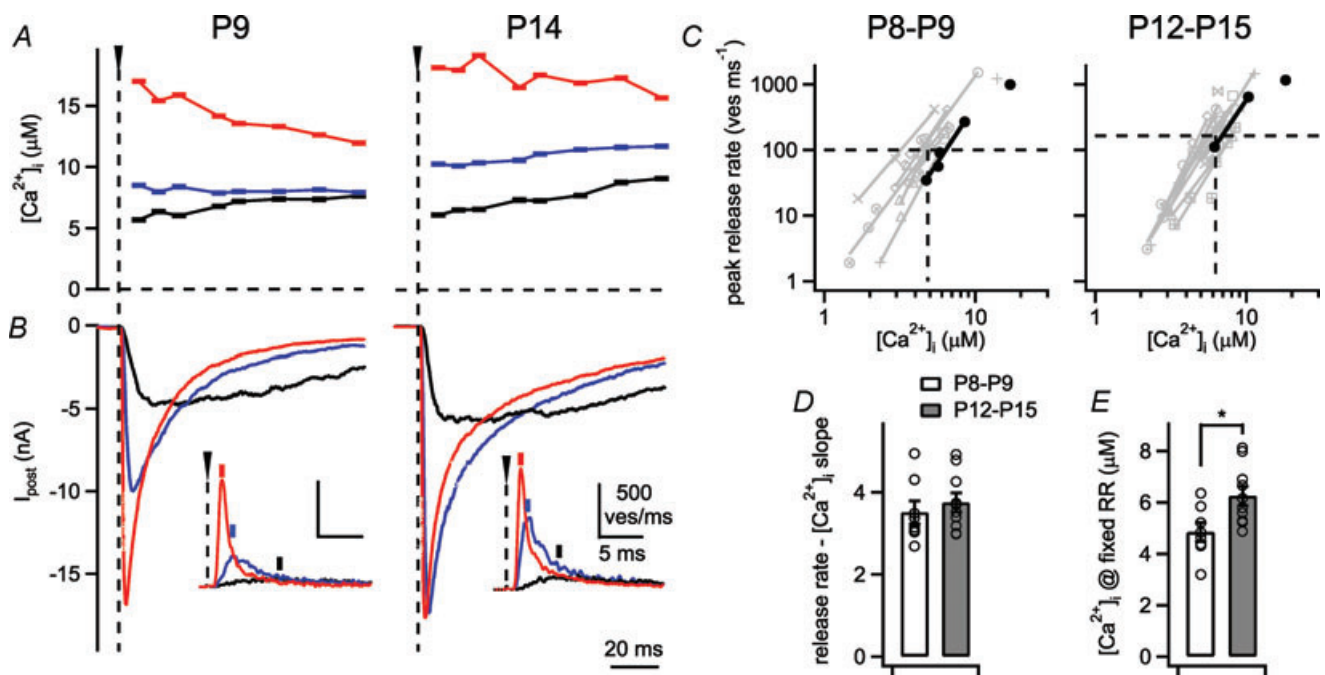 A P9 P14
[Ca²⁺]ᵢ (µM)
15
10
5
0
B
I_post (nA)
0
-5
-10
-15
500
ves/ms
5 ms
20 ms
C P8-P9 P12-P15
peak release rate (ves ms⁻¹)
1000
100
10
1
1 10 1 10
[Ca²⁺]ᵢ (µM) [Ca²⁺]ᵢ (µM)
P8-P9
P12-P15
D
release rate - [Ca²⁺]ᵢ slope
4
2
0
E
[Ca²⁺]ᵢ @ fixed RR (µM)
*
8
6
4
2
0